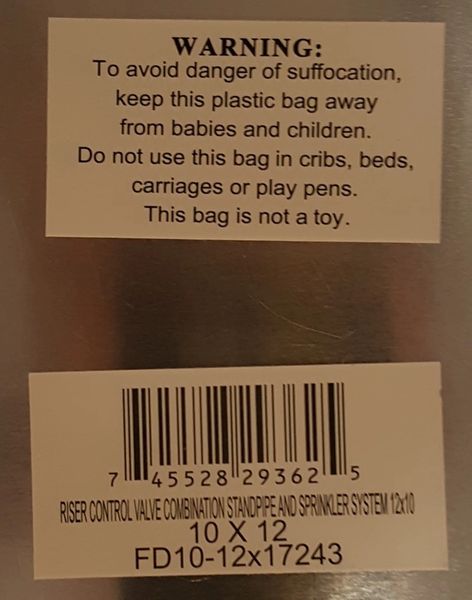 WARNING:
To avoid danger of suffocation,
keep this plastic bag away
from babies and children.
Do not use this bag in cribs, beds,
carriages or play pens.
This bag is not a toy.
7 45528 29362 5
RISER CONTROL VALVE COMBINATION STANDPIPE AND SPRINKLER SYSTEM 12x10
10 X 12
FD10-12x17243